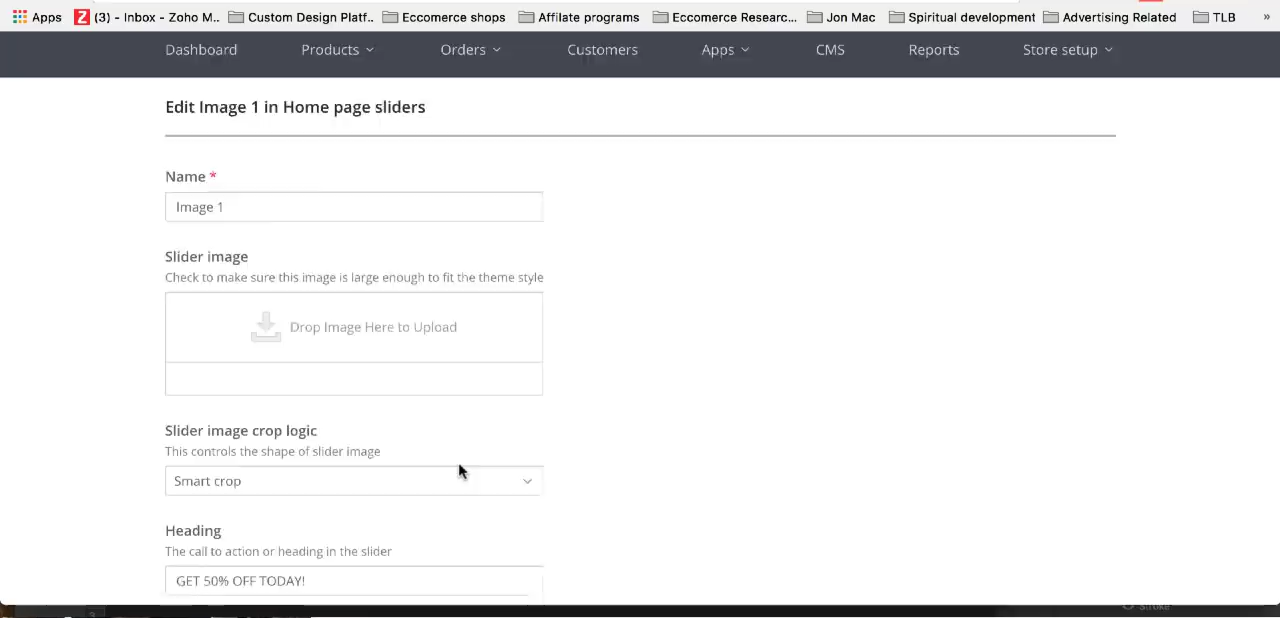 Apps (3) - Inbox - Zoho M.. Custom Design Platf.. Eccomerce shops Affilate programs Eccomerce Researc... Jon Mac Spiritual development Advertising Related TLB »
Dashboard Products Orders Customers Apps CMS Reports Store setup
Edit Image 1 in Home page sliders
Name *
Image 1
Slider image
Check to make sure this image is large enough to fit the theme style
Drop Image Here to Upload
Slider image crop logic
This controls the shape of slider image
Smart crop
Heading
The call to action or heading in the slider
GET 50% OFF TODAY!
Stroke